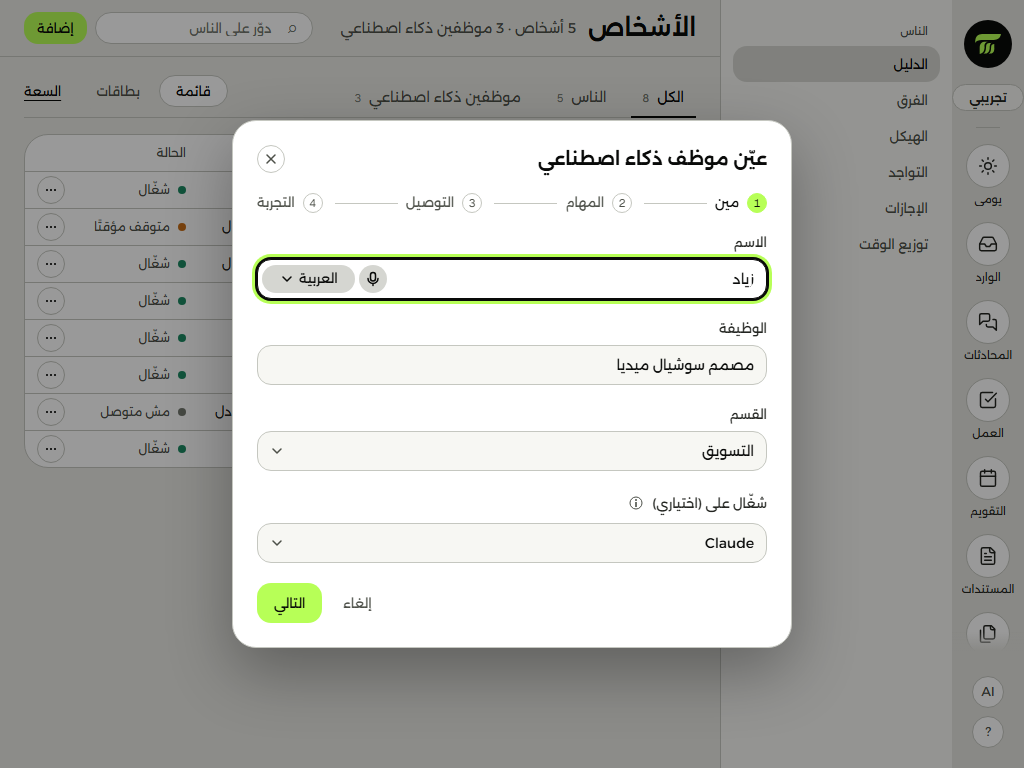 الأشخاص
5 أشخاص · 3 موظفين ذكاء اصطناعي
دوّر على الناس
إضافة
الكل 8
الناس 5
موظفين ذكاء اصطناعي 3
قائمة
بطاقات
السعة
الحالة
شغّال
متوقف مؤقتًا
شغّال
شغّال
شغّال
شغّال
مش متوصل
شغّال
الناس
الدليل
الفرق
الهيكل
التواجد
الإجازات
توزيع الوقت
تجريبي
يومي
الوارد
المحادثات
العمل
التقويم
المستندات
AI
?
عيّن موظف ذكاء اصطناعي
1 مين
2 المهام
3 التوصيل
4 التجربة
الاسم
زياد
العربية
الوظيفة
مصمم سوشيال ميديا
القسم
التسويق
شغّال على (اختياري)
Claude
إلغاء
التالي